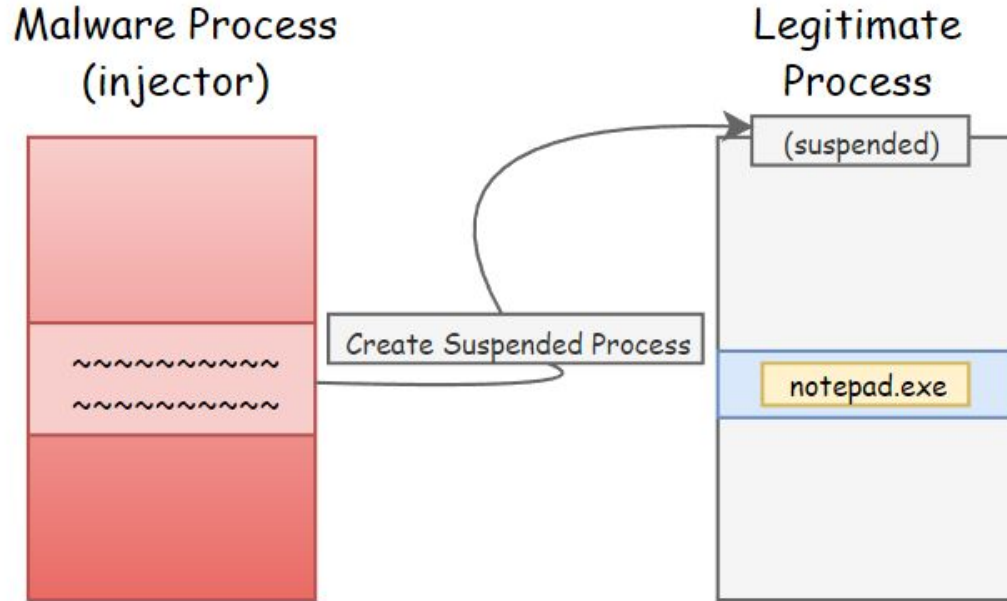 Malware Process
(injector)
Legitimate
Process
(suspended)
Create Suspended Process
~~~~~~~~~~
~~~~~~~~~~
notepad.exe